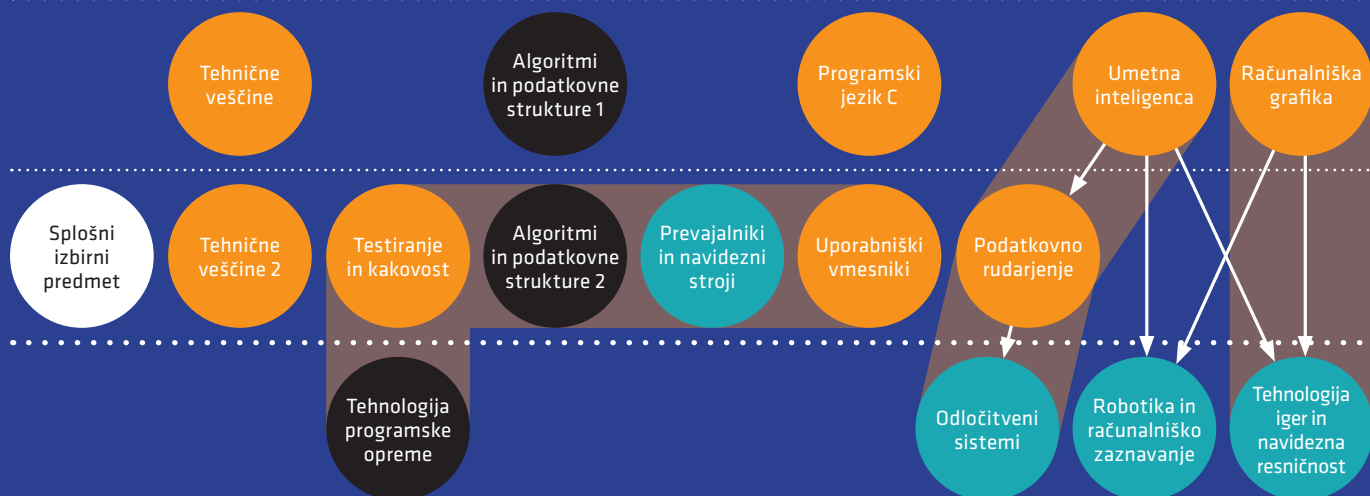 Tehnične
veščine
Algoritmi
in podatkovne
strukture 1
Programski
jezik C
Umetna
inteligenca
Računalniška
grafika
Splošni
izbirni
predmet
Tehnične
veščine 2
Testiranje
in kakovost
Algoritmi
in podatkovne
strukture 2
Prevajalniki
in navidezni
stroji
Uporabniški
vmesniki
Podatkovno
rudarjenje
Tehnologija
programske
opreme
Odločitveni
sistemi
Robotika in
računalniško
zaznavanje
Tehnologija
iger in
navidezna
resničnost